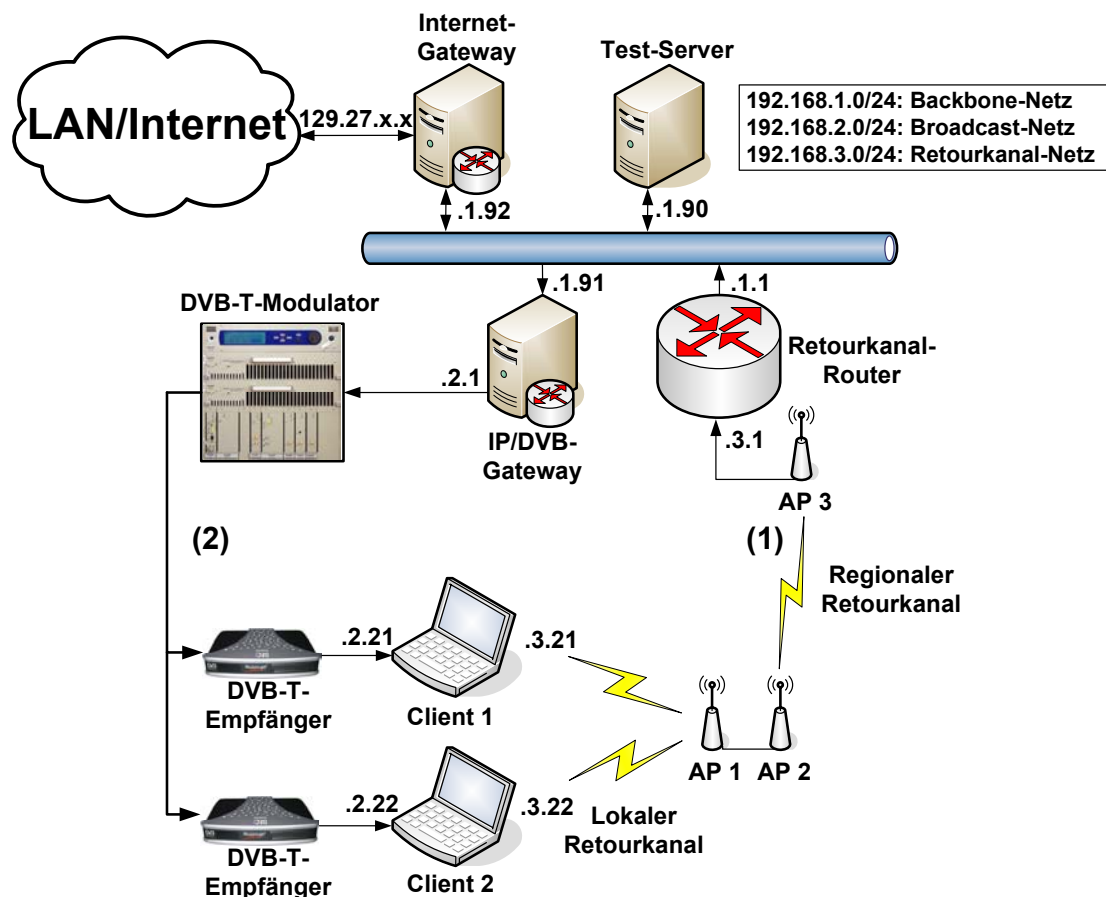 Internet-
Gateway
Test-Server
192.168.1.0/24: Backbone-Netz
192.168.2.0/24: Broadcast-Netz
192.168.3.0/24: Retourkanal-Netz
LAN/Internet
129.27.x.x
.1.92
.1.90
.1.91
.1.1
DVB-T-Modulator
Retourkanal-
Router
.2.1
IP/DVB-
Gateway
.3.1
AP 3
(2)
(1)
Regionaler
Retourkanal
.2.21
.3.21
DVB-T-
Empfänger
Client 1
AP 1
AP 2
.2.22
.3.22
Lokaler
Retourkanal
DVB-T-
Empfänger
Client 2